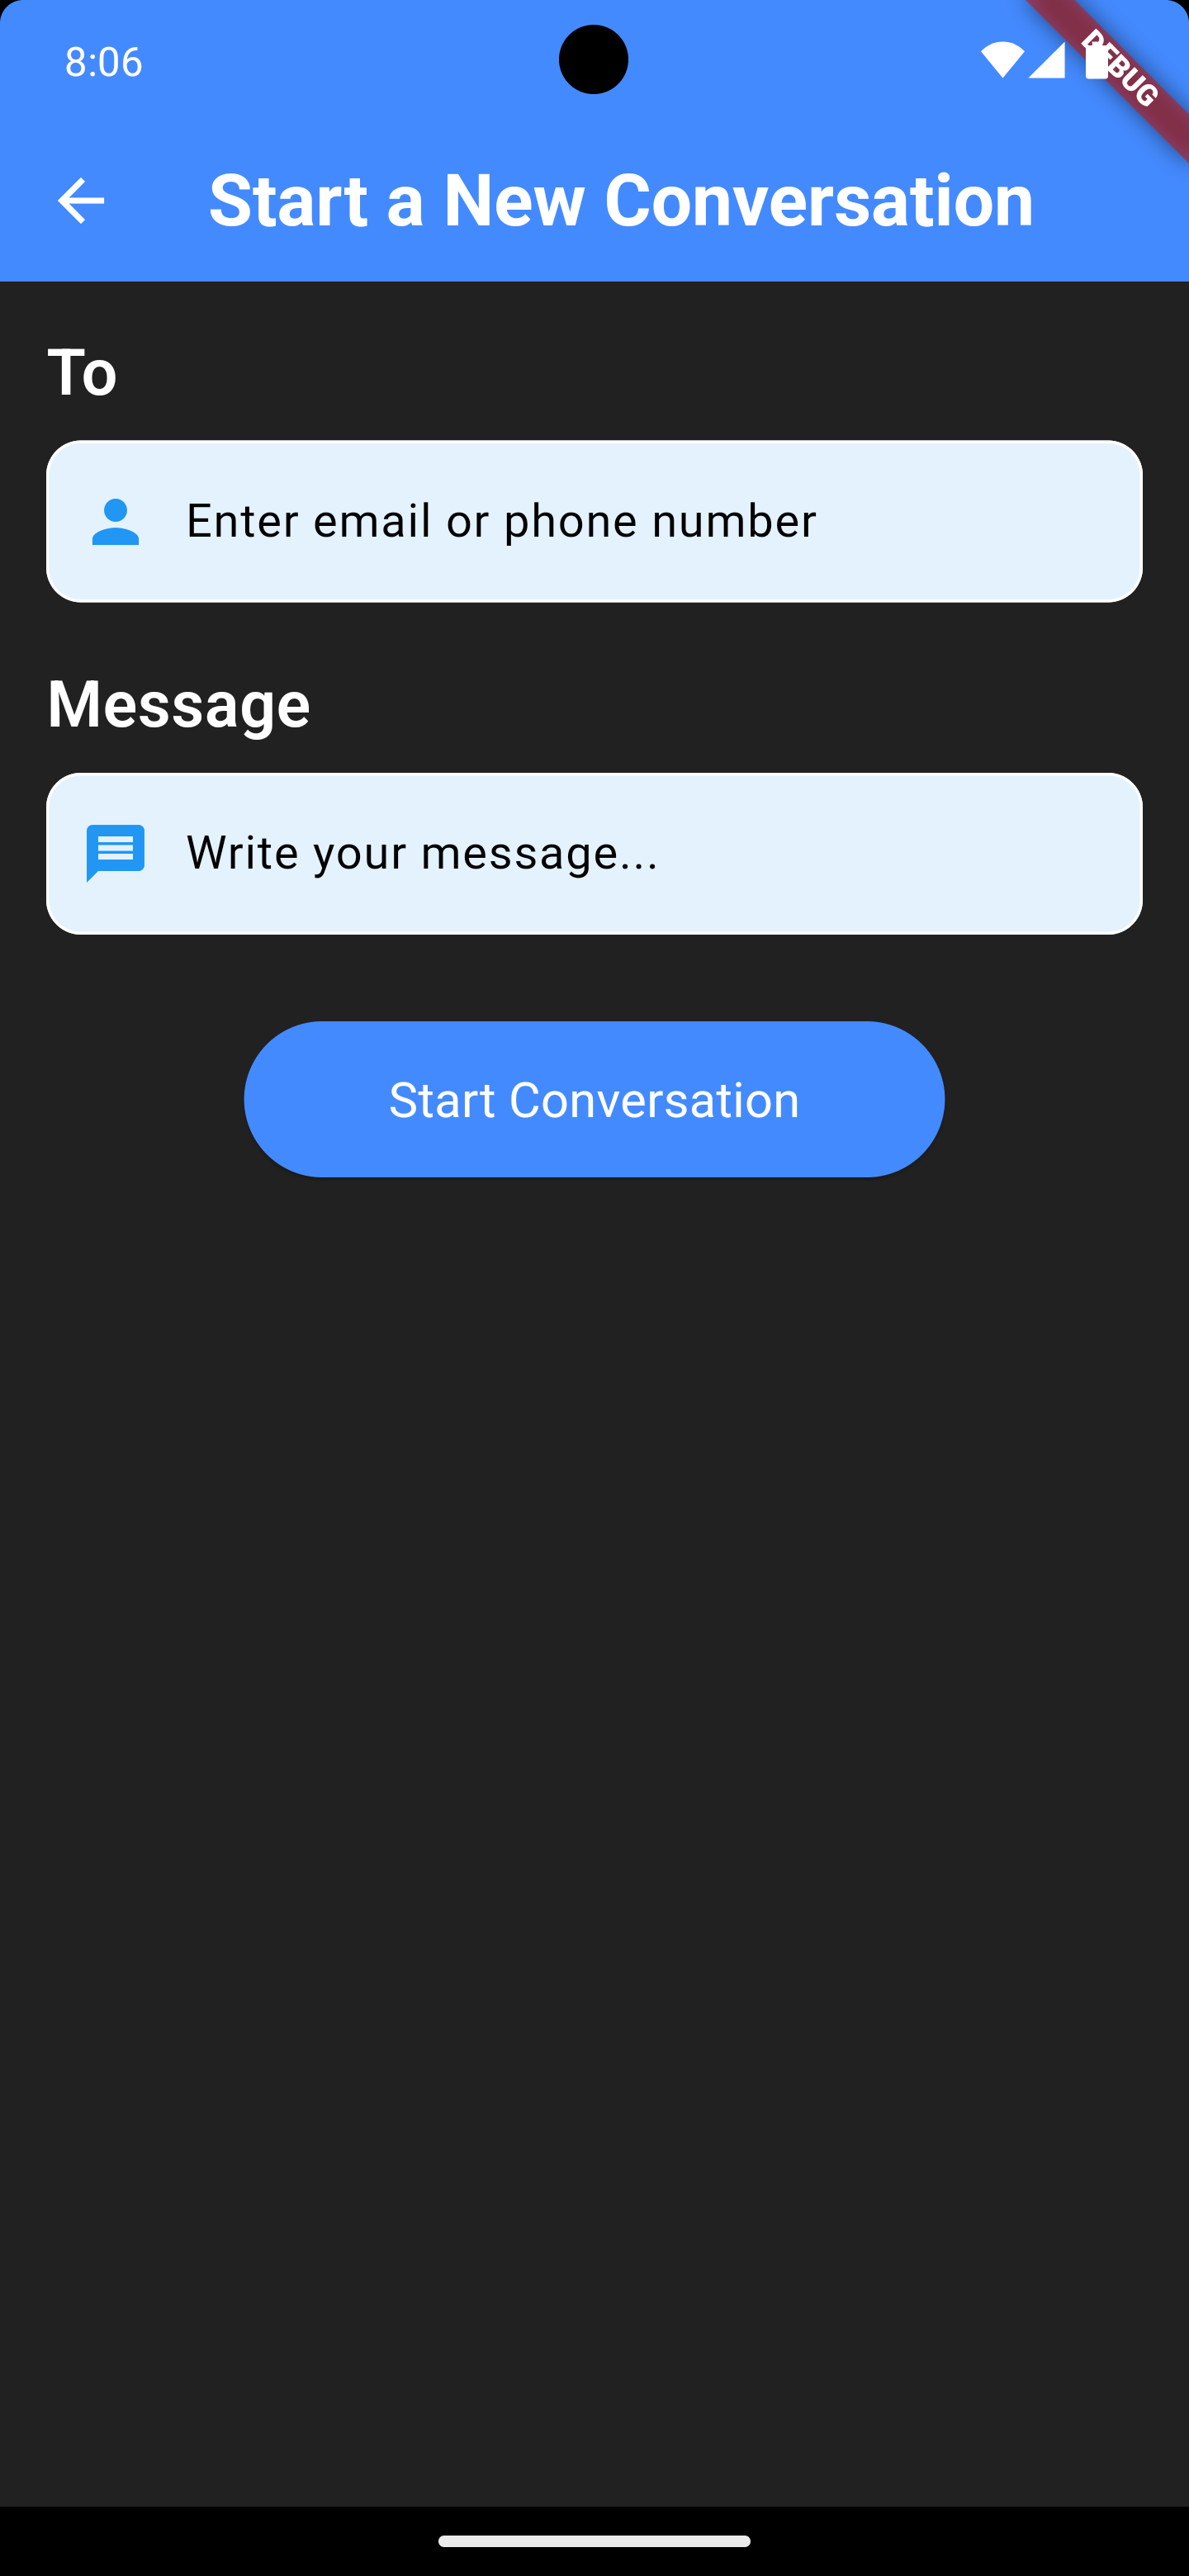 8:06
DEBUG
Start a New Conversation
To
Enter email or phone number
Message
Write your message...
Start Conversation